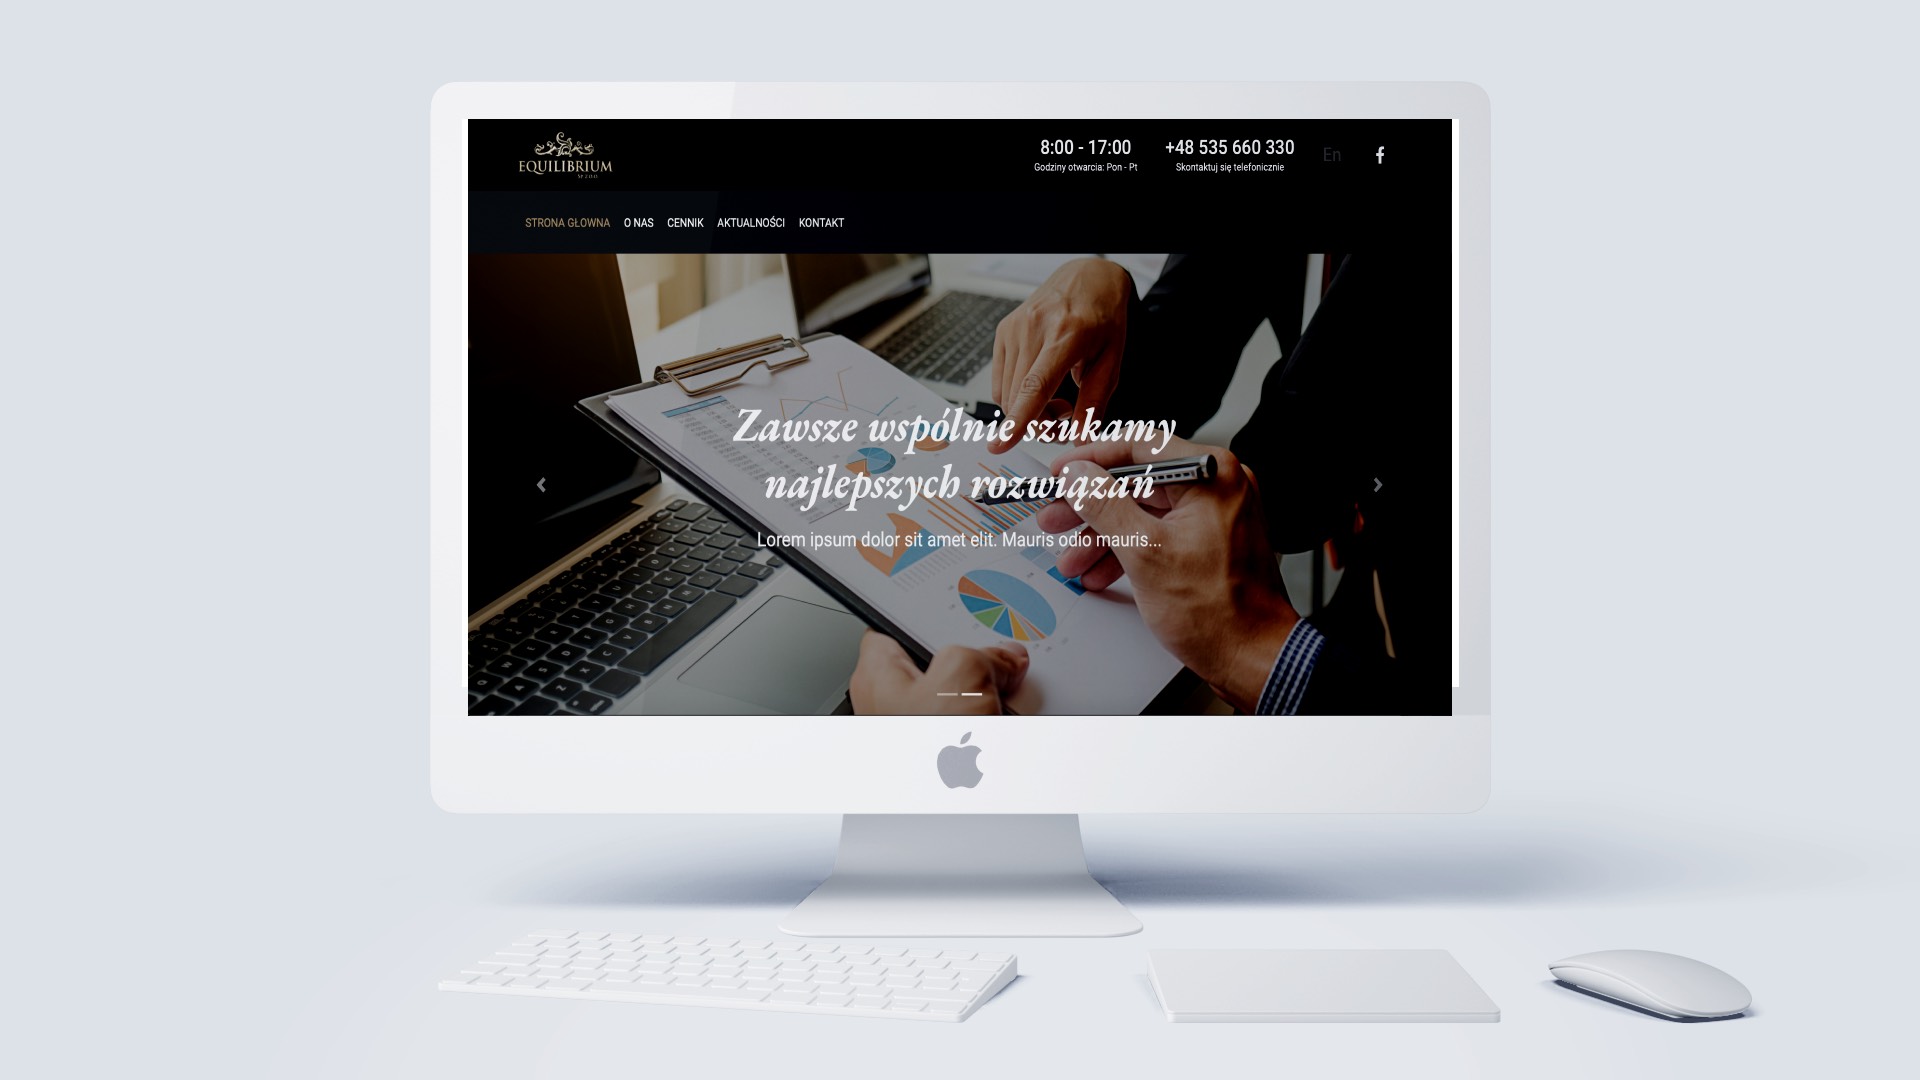 EQUILIBRIUM
SP. Z O.O.
8:00 - 17:00
Godziny otwarcia: Pon - Pt
+48 535 660 330
Skontaktuj się telefonicznie
En
STRONA GŁOWNA O NAS CENNIK AKTUALNOŚCI KONTAKT
Zawsze wspólnie szukamy
najlepszych rozwiązań
Lorem ipsum dolor sit amet elit. Mauris odio mauris...